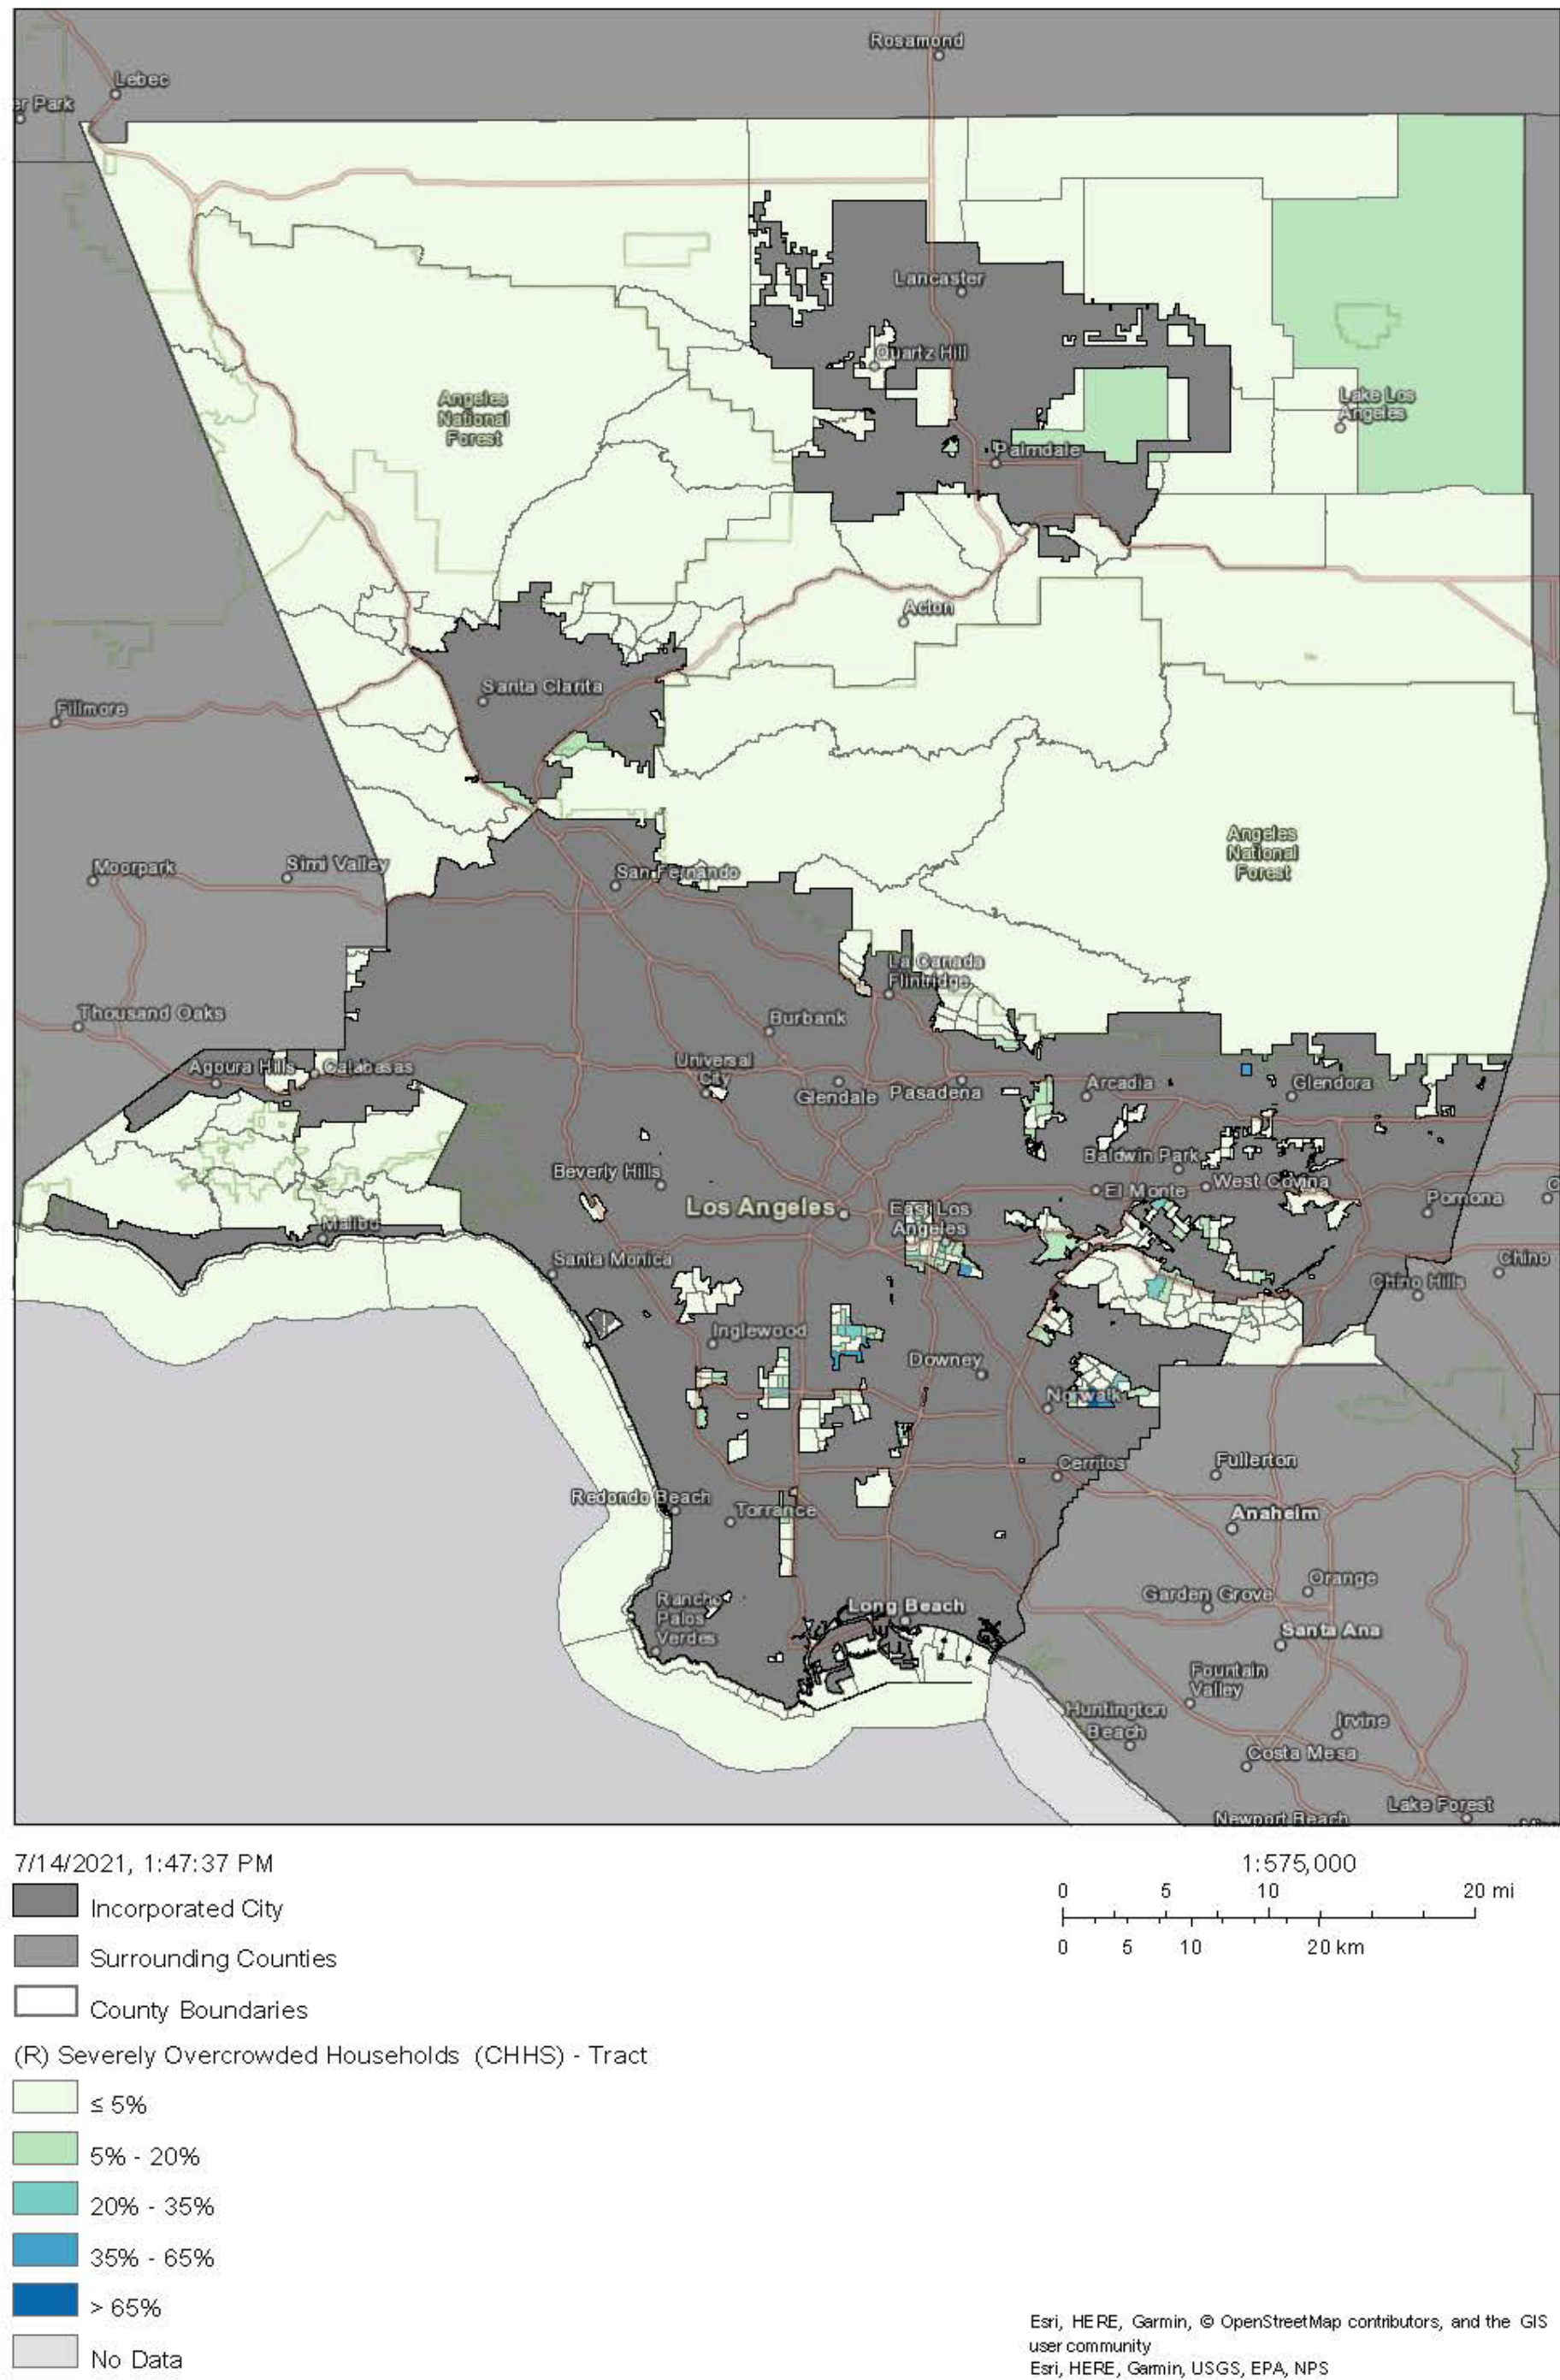 Rosamond
Lebec
er Park
Lancaster
Quartz Hill
Angeles
National
Forest
Lake Los
Angeles
Palmdale
Acton
Santa Clarita
Fillmore
Angeles
National
Forest
Moorpark
Simi Valley
San Fernando
La Canada
Flintridge
Thousand Oaks
Burbank
Agoura Hills
Calabasas
Universal
City
Glendale
Pasadena
Arcadia
Glendora
Baldwin Park
Beverly Hills
El Monte
West Covina
Pomona
Los Angeles
East Los
Angeles
Malibu
Santa Monica
Chino
Chino Hills
Inglewood
Downey
Norwalk
Cerritos
Fullerton
Redondo Beach
Torrance
Anaheim
Rancho
Palos
Verdes
Long Beach
Garden Grove
Orange
Santa Ana
Fountain
Valley
Huntington
Beach
Irvine
Costa Mesa
Lake Forest
Newport Beach
7/14/2021, 1:47:37 PM
Incorporated City
Surrounding Counties
County Boundaries
(R) Severely Overcrowded Households (CHHS) - Tract
≤ 5%
5% - 20%
20% - 35%
35% - 65%
> 65%
No Data
1:575,000
0 5 10 20 mi
0 5 10 20 km
Esri, HERE, Garmin, © OpenStreetMap contributors, and the GIS
user community
Esri, HERE, Garmin, USGS, EPA, NPS